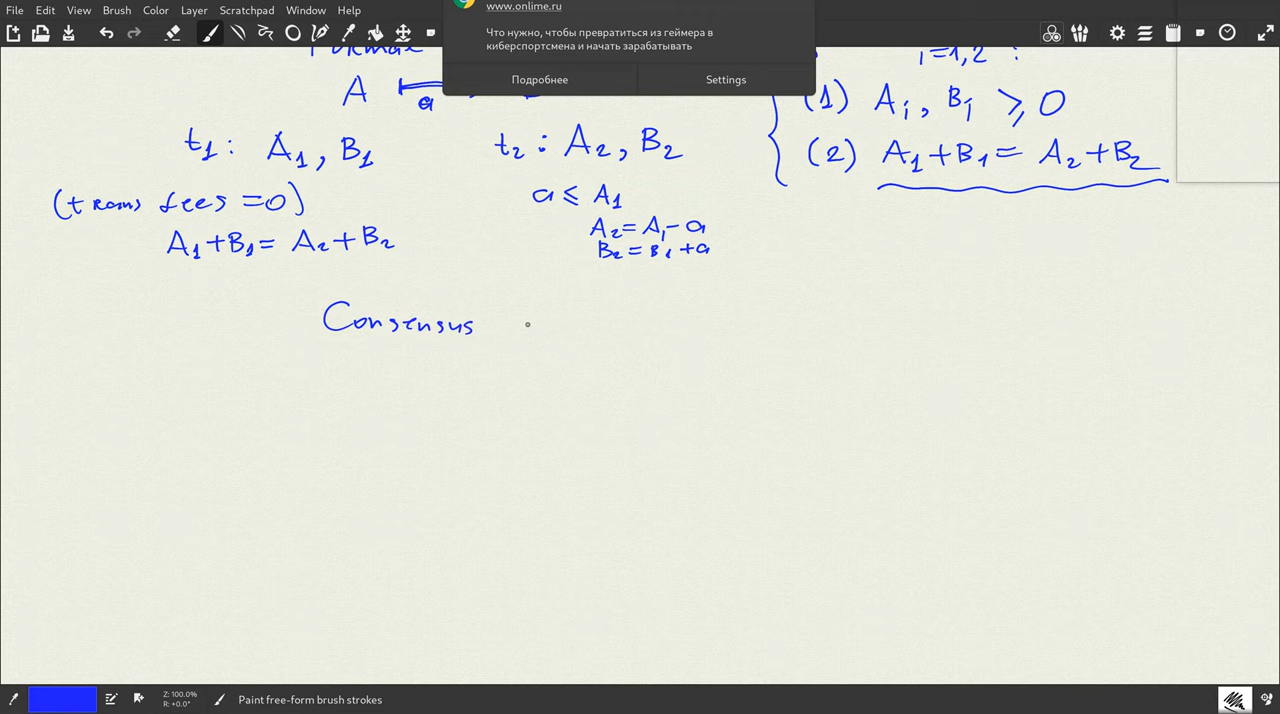 File Edit View Brush Color Layer Scratchpad Window Help
www.onlime.ru
Что нужно, чтобы превратиться из геймера в
киберспортсмена и начать зарабатывать
Подробнее Settings
i=1,2 :
A a
(1) Ai, Bi ⩾ 0
t1: A1, B1 t2: A2, B2
(2) A1+B1= A2+B2
(trans fees =0)
a ≤ A1
A1+B1= A2+B2
A2= A1-a
B2= B1+a
Consensus
Z: 100.0%
R: +0.0°
Paint free-form brush strokes